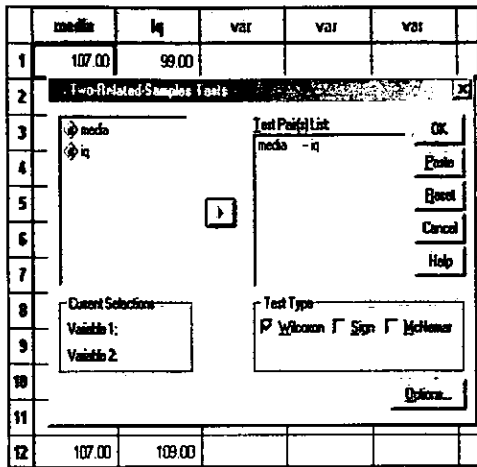 media Iq var var var
1 107.00 99.00
2 Two-Related-Samples Tests
3 media Test Pair(s) List: OK
iq media - iq
4 Paste
5 Reset
6 Cancel
7 Help
8 Current Selections Test Type
Variable 1: Wilcoxon Sign McNemar
9 Variable 2:
10 Options...
11
12 107.00 109.00